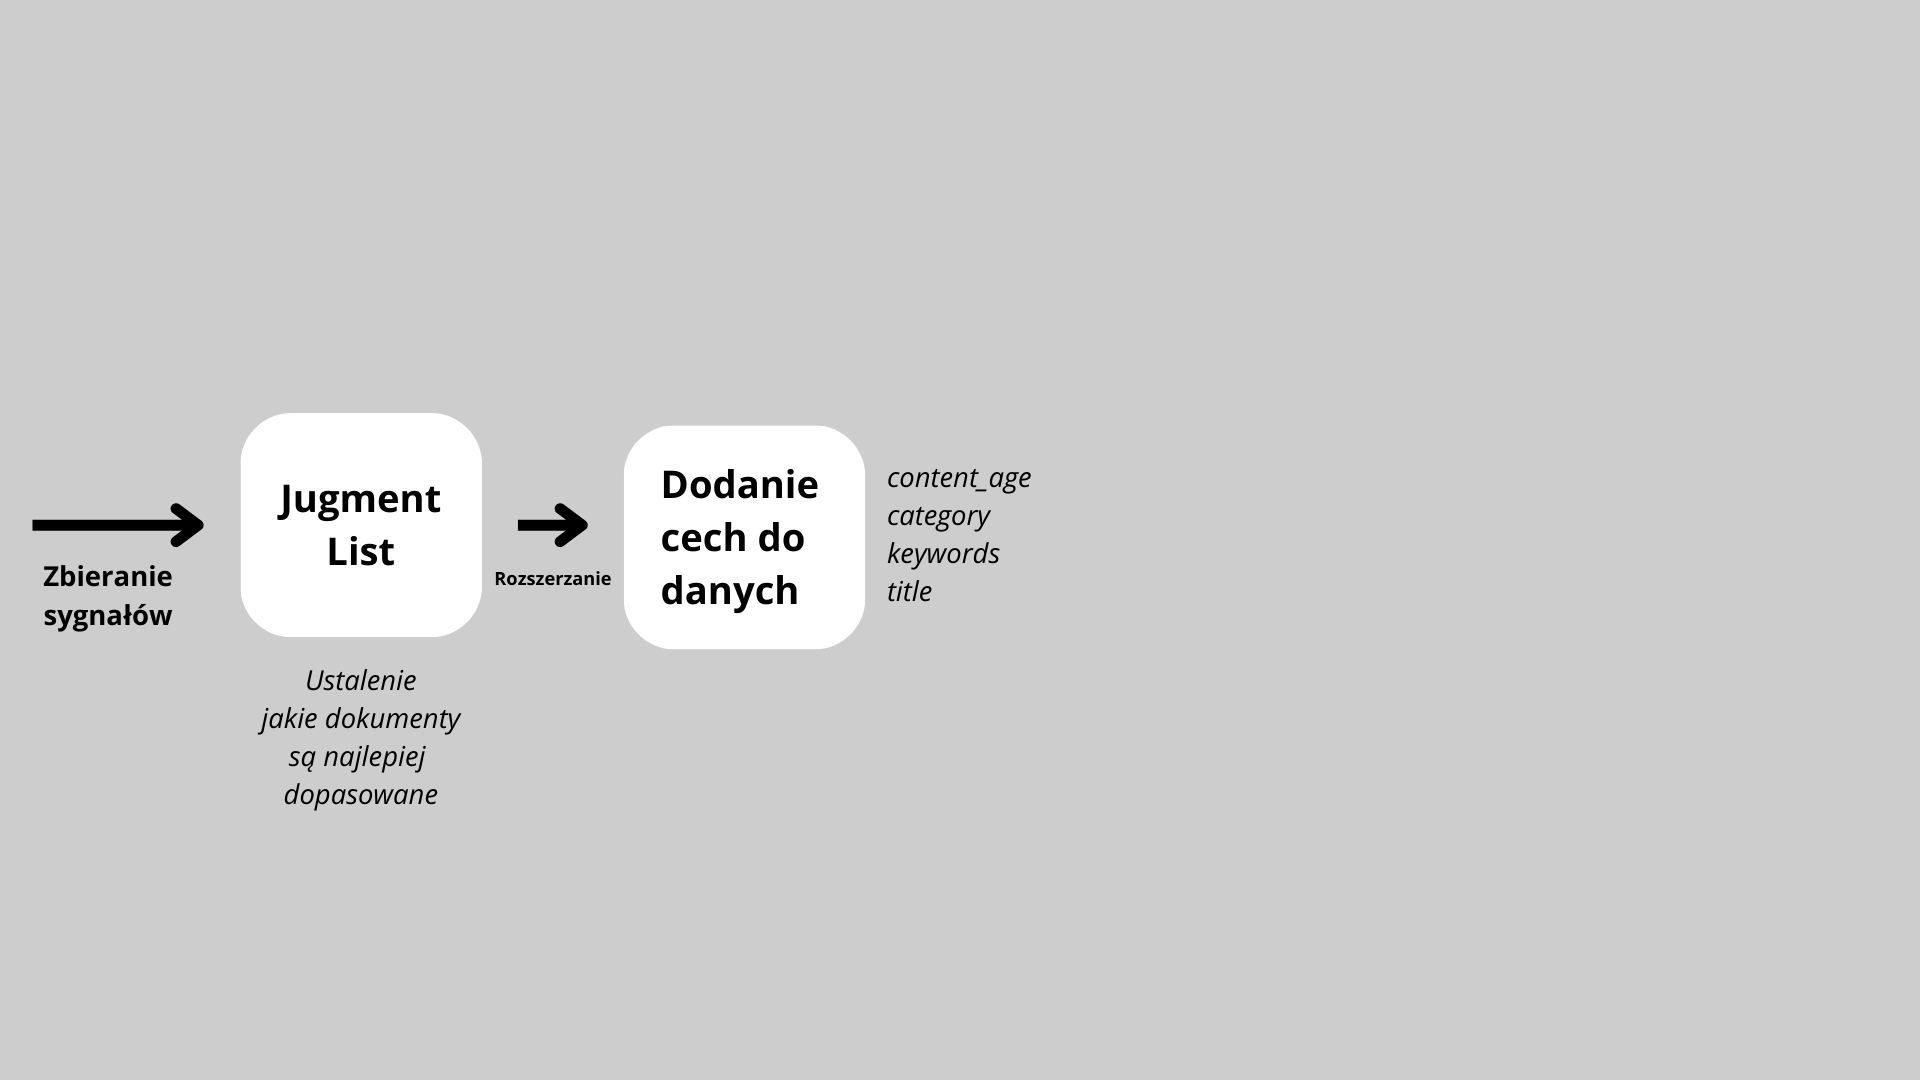 Zbieranie
sygnałów
Jugment
List
Ustalenie
jakie dokumenty
są najlepiej
dopasowane
Rozszerzanie
Dodanie
cech do
danych
content_age
category
keywords
title